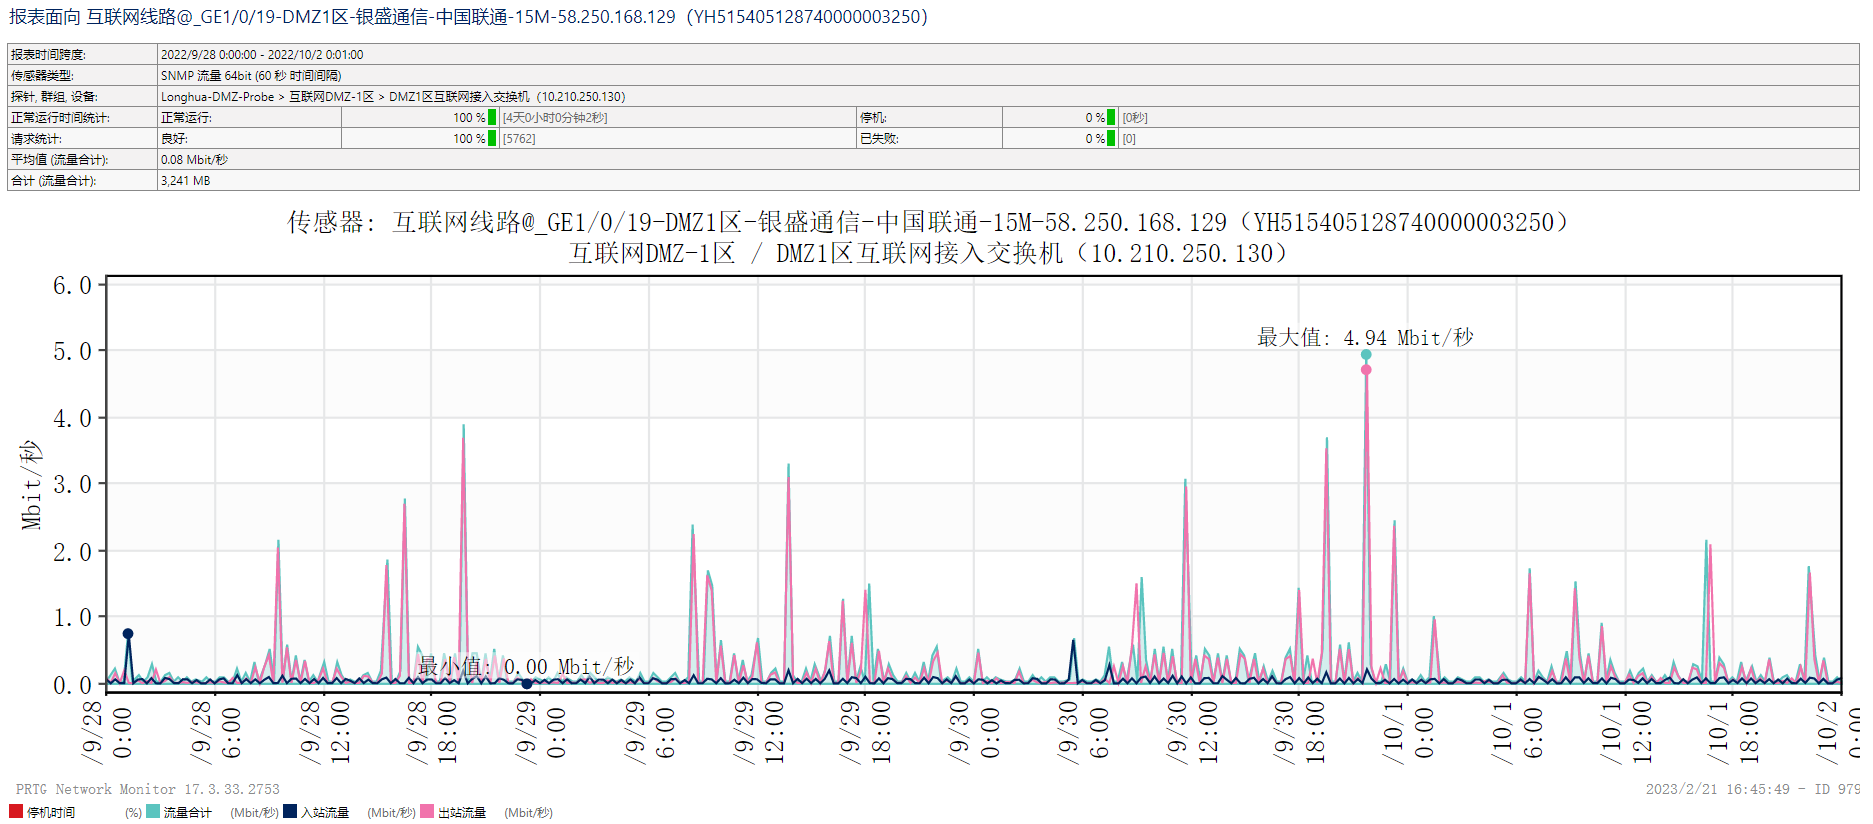 报表面向 互联网线路@_GE1/0/19-DMZ1区-银盛通信-中国联通-15M-58.250.168.129（YH515405128740000003250）
报表时间跨度: 2022/9/28 0:00:00 - 2022/10/2 0:01:00
传感器类型: SNMP 流量 64bit (60 秒 时间间隔)
探针, 群组, 设备: Longhua-DMZ-Probe > 互联网DMZ-1区 > DMZ1区互联网接入交换机（10.210.250.130）
正常运行时间统计: 正常运行: 100 % [4天0小时0分钟2秒] 停机: 0 % [0秒]
请求统计: 良好: 100 % [5762] 已失败: 0 % [0]
平均值 (流量合计): 0.08 Mbit/秒
合计 (流量合计): 3,241 MB
传感器: 互联网线路@_GE1/0/19-DMZ1区-银盛通信-中国联通-15M-58.250.168.129（YH515405128740000003250）
互联网DMZ-1区 / DMZ1区互联网接入交换机（10.210.250.130）
6.0
5.0
4.0
3.0
2.0
1.0
0.0
Mbit/秒
最大值: 4.94 Mbit/秒
最小值: 0.00 Mbit/秒
/9/28 0:00
/9/28 6:00
/9/28 12:00
/9/28 18:00
/9/29 0:00
/9/29 6:00
/9/29 12:00
/9/29 18:00
/9/30 0:00
/9/30 6:00
/9/30 12:00
/9/30 18:00
/10/1 0:00
/10/1 6:00
/10/1 12:00
/10/1 18:00
/10/2 0:00
PRTG Network Monitor 17.3.33.2753
2023/2/21 16:45:49 - ID 979
停机时间 (%) 流量合计 (Mbit/秒) 入站流量 (Mbit/秒) 出站流量 (Mbit/秒)